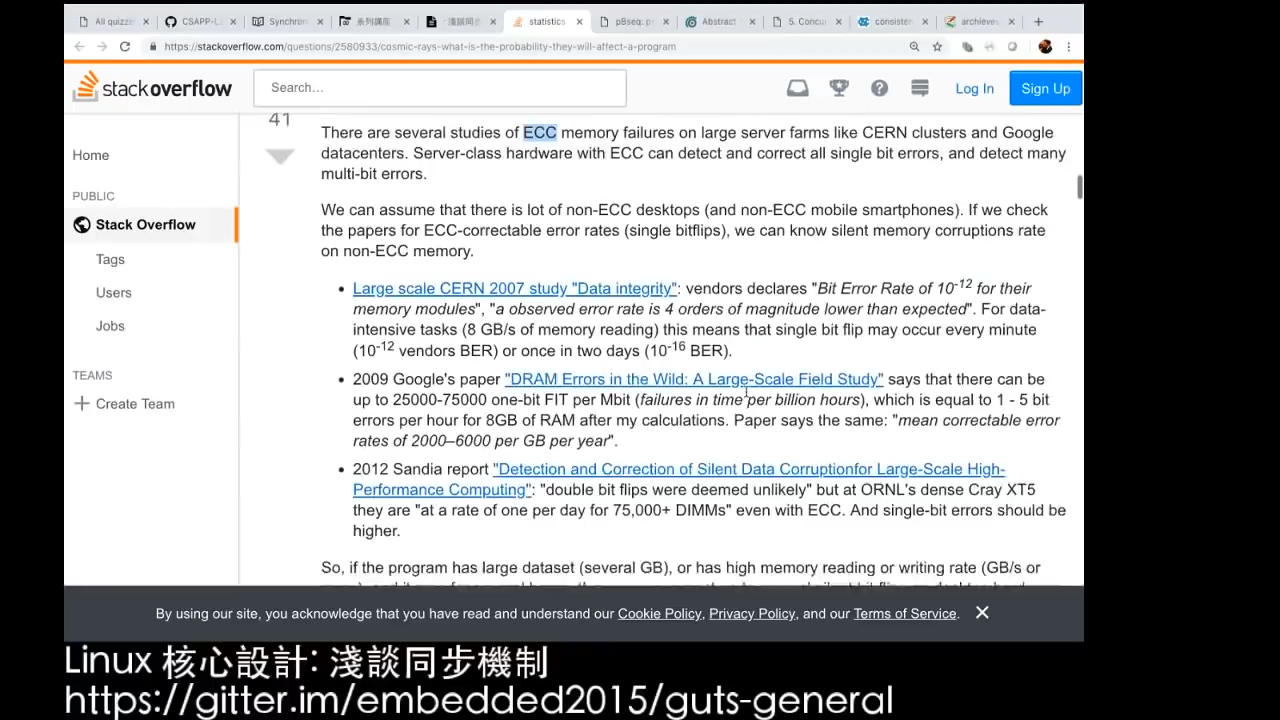 All quizze
CSAPP-L
Synchron
系列講座
淺談同步
statistics
pBseq: p
Abstract
5. Concu
consisten
archieve
https://stackoverflow.com/questions/2580933/cosmic-rays-what-is-the-probability-they-will-affect-a-program
stackoverflow
Search…
Log In
Sign Up
Home
PUBLIC
Stack Overflow
Tags
Users
Jobs
TEAMS
Create Team
41
There are several studies of ECC memory failures on large server farms like CERN clusters and Google
datacenters. Server-class hardware with ECC can detect and correct all single bit errors, and detect many
multi-bit errors.
We can assume that there is lot of non-ECC desktops (and non-ECC mobile smartphones). If we check
the papers for ECC-correctable error rates (single bitflips), we can know silent memory corruptions rate
on non-ECC memory.
• Large scale CERN 2007 study "Data integrity": vendors declares "Bit Error Rate of 10-12 for their
memory modules", "a observed error rate is 4 orders of magnitude lower than expected". For data-
intensive tasks (8 GB/s of memory reading) this means that single bit flip may occur every minute
(10-12 vendors BER) or once in two days (10-16 BER).
• 2009 Google's paper "DRAM Errors in the Wild: A Large-Scale Field Study" says that there can be
up to 25000-75000 one-bit FIT per Mbit (failures in time per billion hours), which is equal to 1 - 5 bit
errors per hour for 8GB of RAM after my calculations. Paper says the same: "mean correctable error
rates of 2000–6000 per GB per year".
• 2012 Sandia report "Detection and Correction of Silent Data Corruptionfor Large-Scale High-
Performance Computing": "double bit flips were deemed unlikely" but at ORNL's dense Cray XT5
they are "at a rate of one per day for 75,000+ DIMMs" even with ECC. And single-bit errors should be
higher.
So, if the program has large dataset (several GB), or has high memory reading or writing rate (GB/s or
By using our site, you acknowledge that you have read and understand our Cookie Policy, Privacy Policy, and our Terms of Service.
Linux 核心設計: 淺談同步機制
https://gitter.im/embedded2015/guts-general